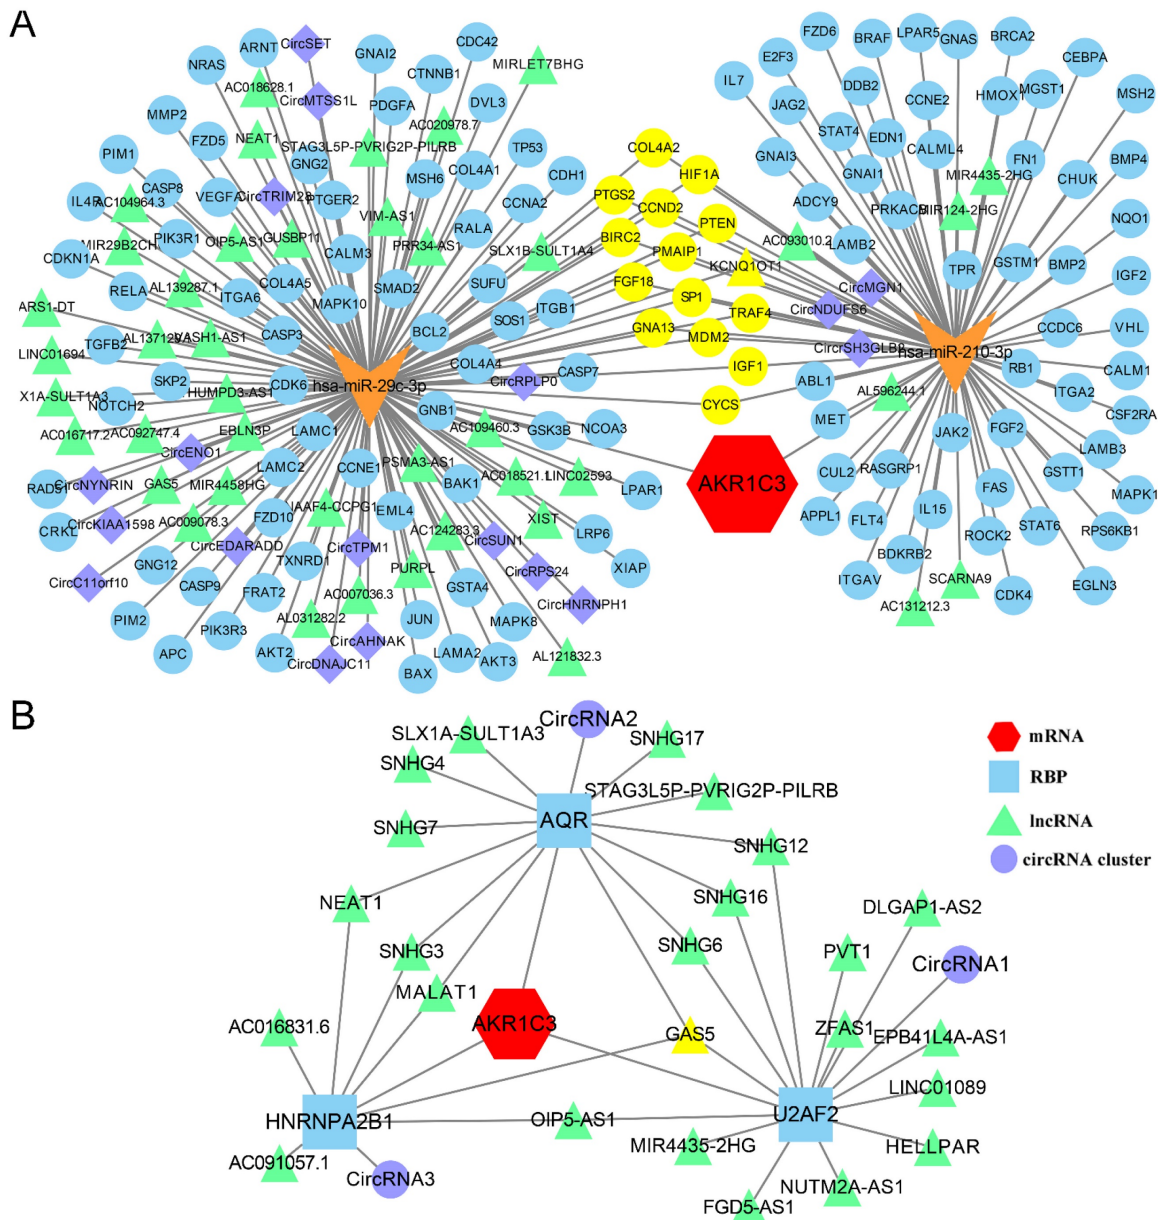 A
CircSET
ARNT
NRAS
GNAI2
CDC42
CTNNB1
MIRLET7BHG
AC018628.1
CircMTSS1L
PDGFA
DVL3
AC020978.7
MMP2
FZD5
NEAT1
STAG3L5P-PVRIG2P-PILRB
GNG2
TP53
PIM1
CASP8
MSH6
COL4A1
CDH1
IL4R
AC104964.3
VEGFA
CircTRIM28
PTGER2
CCNA2
VIM-AS1
RALA
MIR29B2CH
PIK3R1
OIP5-AS1
GUSBP11
CALM3
PRR34-AS1
SLX1B-SULT1A4
CDKN1A
RELA
AL139287.1
ITGA6
COL4A5
MAPK10
SMAD2
SUFU
ITGB1
SOS1
ARS1-DT
TGFB2
VASH1-AS1
CASP3
BCL2
LINC01694
SKP2
CDK6
hsa-miR-29c-3p
COL4A4
CircRPLP0
CASP7
X1A-SULT1A3
NOTCH2
HUMPD3-AS1
LAMC1
GNB1
GSK3B
NCOA3
AC016717.2
AC092747.4
EBLN3P
AC109460.3
CircENO1
LAMC2
CCNE1
PSMA3-AS1
BAK1
AC018521.1
LINC02593
LPAR1
RAD51
CircNYNRIN
GAS5
MIR4458HG
IAAF4-CCPG1
EML4
XIST
CRKL
CircKIAA1598
AC009078.3
FZD10
AC124283.3
CircSUN1
LRP6
CircEDARADD
TXNRD1
CircTPM1
PURPL
CircRPS24
XIAP
CircC11orf10
GNG12
CASP9
FRAT2
AC007036.3
GSTA4
CircHNRNPH1
PIM2
PIK3R3
AL031282.2
CircAHNAK
JUN
MAPK8
APC
AKT2
CircDNAJC11
BAX
LAMA2
AKT3
AL121832.3
COL4A2
HIF1A
PTGS2
CCND2
PTEN
BIRC2
PMAIP1
KCNQ1OT1
FGF18
SP1
TRAF4
GNA13
MDM2
IGF1
CYCS
AKR1C3
FZD6
BRAF
LPAR5
GNAS
BRCA2
E2F3
CEBPA
IL7
DDB2
CCNE2
HMOX1
MGST1
MSH2
JAG2
STAT4
EDN1
CALML4
FN1
BMP4
GNAI3
GNAI1
MIR4435-2HG
CHUK
ADCY9
PRKACB
MIR124-2HG
NQO1
AC093010.2
LAMB2
TPR
GSTM1
BMP2
IGF2
CircMGN1
CircNDUFS6
CCDC6
VHL
hsa-miR-210-3p
RB1
CALM1
ABL1
AL596244.1
ITGA2
CSF2RA
MET
JAK2
FGF2
LAMB3
CUL2
RASGRP1
FAS
GSTT1
MAPK1
APPL1
FLT4
IL15
STAT6
RPS6KB1
BDKRB2
ROCK2
ITGAV
SCARNA9
EGLN3
AC131212.3
CDK4
B
CircRNA2
SLX1A-SULT1A3
SNHG17
SNHG4
STAG3L5P-PVRIG2P-PILRB
AQR
SNHG7
SNHG12
NEAT1
SNHG16
DLGAP1-AS2
SNHG3
SNHG6
PVT1
CircRNA1
MALAT1
AC016831.6
AKR1C3
GAS5
ZFAS1
EPB41L4A-AS1
LINC01089
HNRNPA2B1
OIP5-AS1
U2AF2
MIR4435-2HG
HELLPAR
AC091057.1
CircRNA3
NUTM2A-AS1
FGD5-AS1
mRNA
RBP
lncRNA
circRNA cluster